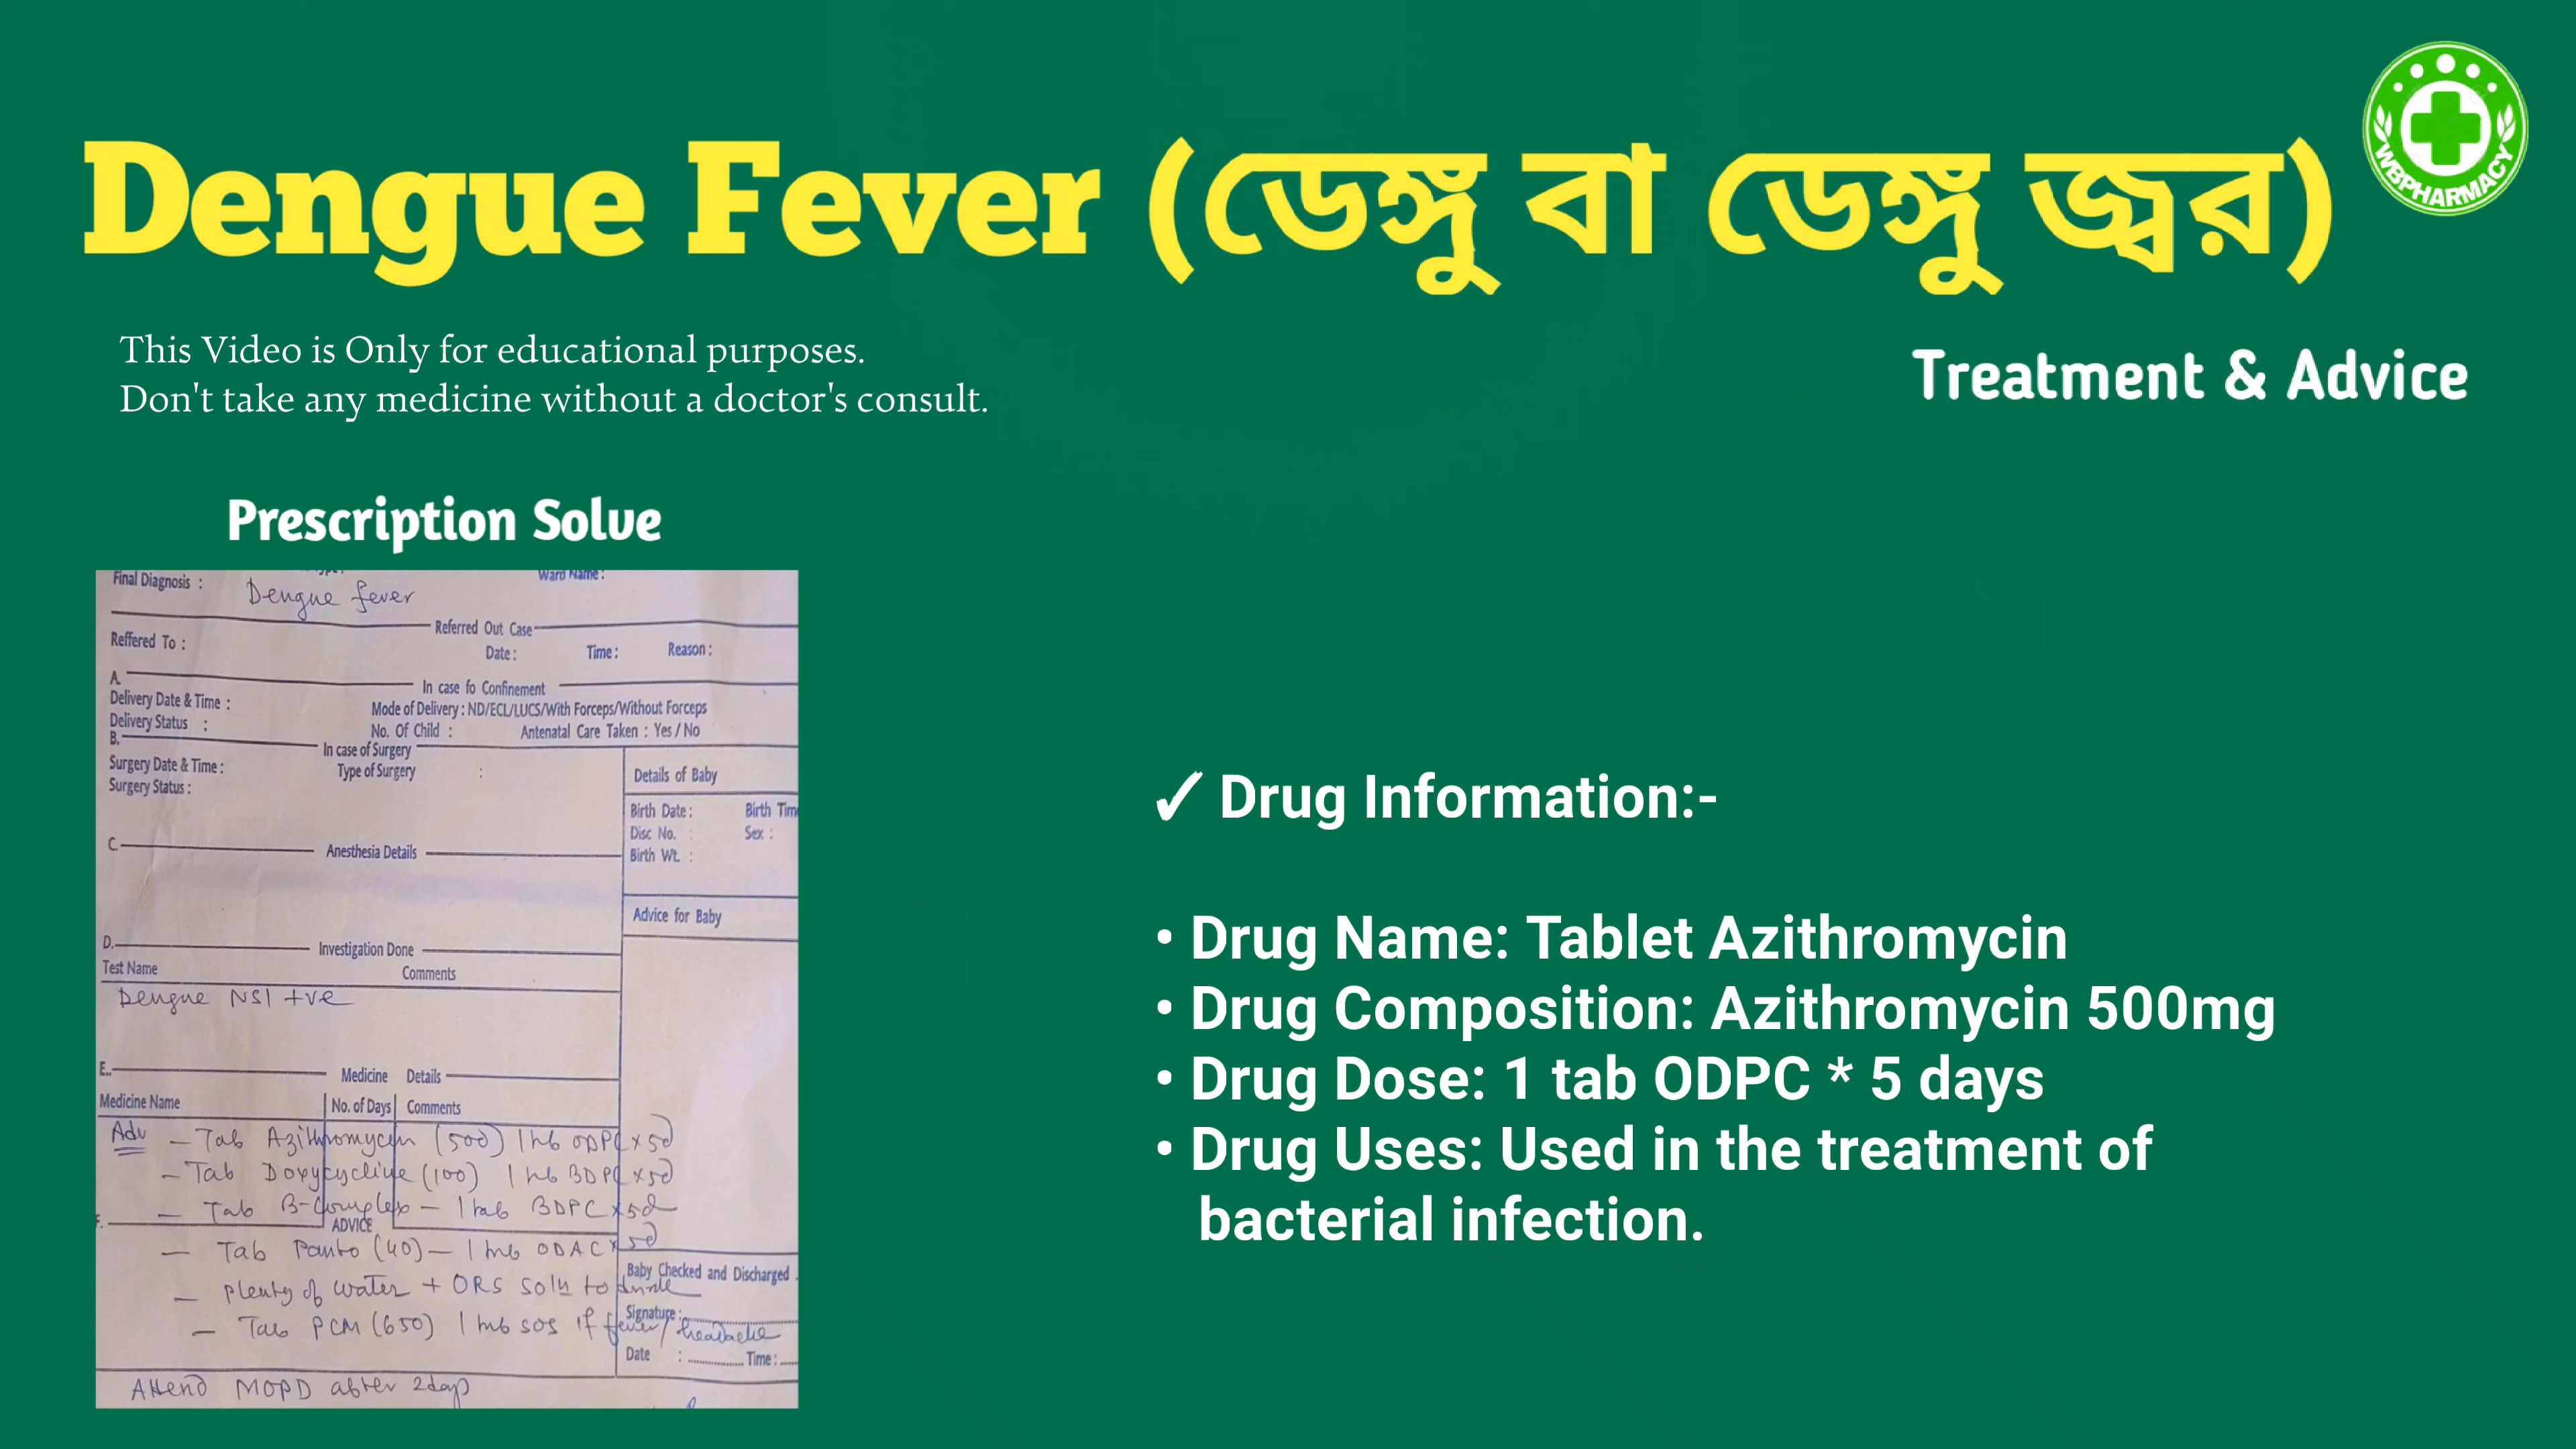 Dengue Fever (ডেঙ্গু বা ডেঙ্গু জ্বর)
WBPHARMACY
This Video is Only for educational purposes.
Don't take any medicine without a doctor's consult.
Treatment & Advice
Prescription Solve
Final Diagnosis : Dengue fever
Ward Name :
Referred Out Case
Reffered To :
Date : Time : Reason :
A. In case fo Confinement
Delivery Date & Time :
Mode of Delivery : ND/ECL/LUCS/With Forceps/Without Forceps
Delivery Status :
No. Of Child : Antenatal Care Taken : Yes / No
B. In case of Surgery
Surgery Date & Time : Type of Surgery :
Surgery Status :
Details of Baby
Birth Date : Birth Tim
Disc No. : Sex :
Birth Wt. :
C. Anesthesia Details
Advice for Baby
D. Investigation Done
Test Name Comments
Dengue NS1 +ve
E.. Medicine Details
Medicine Name No. of Days Comments
Adv – Tab Azithromycin (500) 1 tab ODPC x 5d
– Tab Doxycycline (100) 1 tab BDPC x 5d
– Tab B-Complex – 1 tab BDPC x 5d
F. ADVICE
– Tab Panto (40) – 1 tab ODAC x 5d
– plenty of water + ORS soln to drink
– Tab PCM (650) 1 tab SOS if fever / headache
Baby Checked and Discharged
Signature :
Date : Time :
Attend MOPD after 2 days
✓ Drug Information:-
• Drug Name: Tablet Azithromycin
• Drug Composition: Azithromycin 500mg
• Drug Dose: 1 tab ODPC * 5 days
• Drug Uses: Used in the treatment of
bacterial infection.